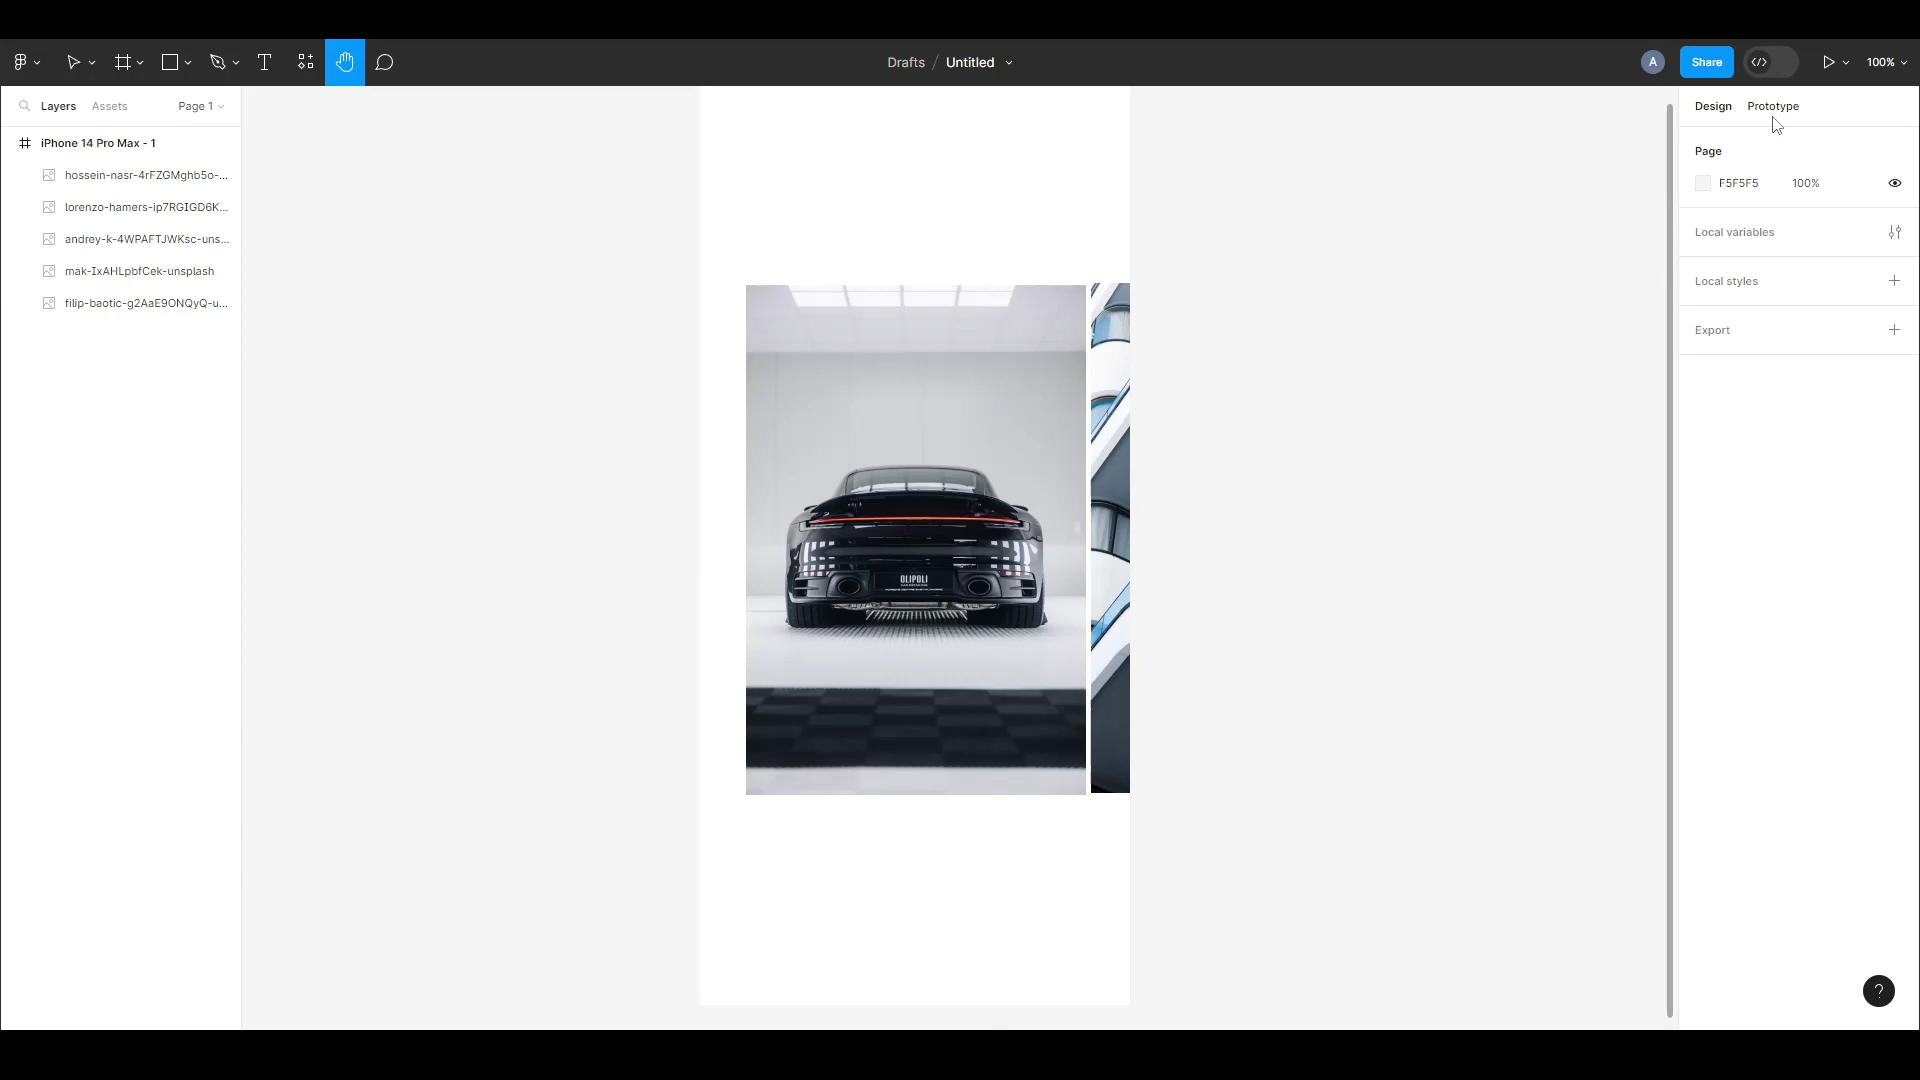 Drafts / Untitled
A
Share
100%
Layers Assets Page 1
iPhone 14 Pro Max - 1
hossein-nasr-4rFZGMghb5o-...
lorenzo-hamers-ip7RGIGD6K...
andrey-k-4WPAFTJWKsc-uns...
mak-IxAHLpbfCek-unsplash
filip-baotic-g2AaE9ONQyQ-u...
OLIPOLI
Design Prototype
Page
F5F5F5 100%
Local variables
Local styles
Export
?